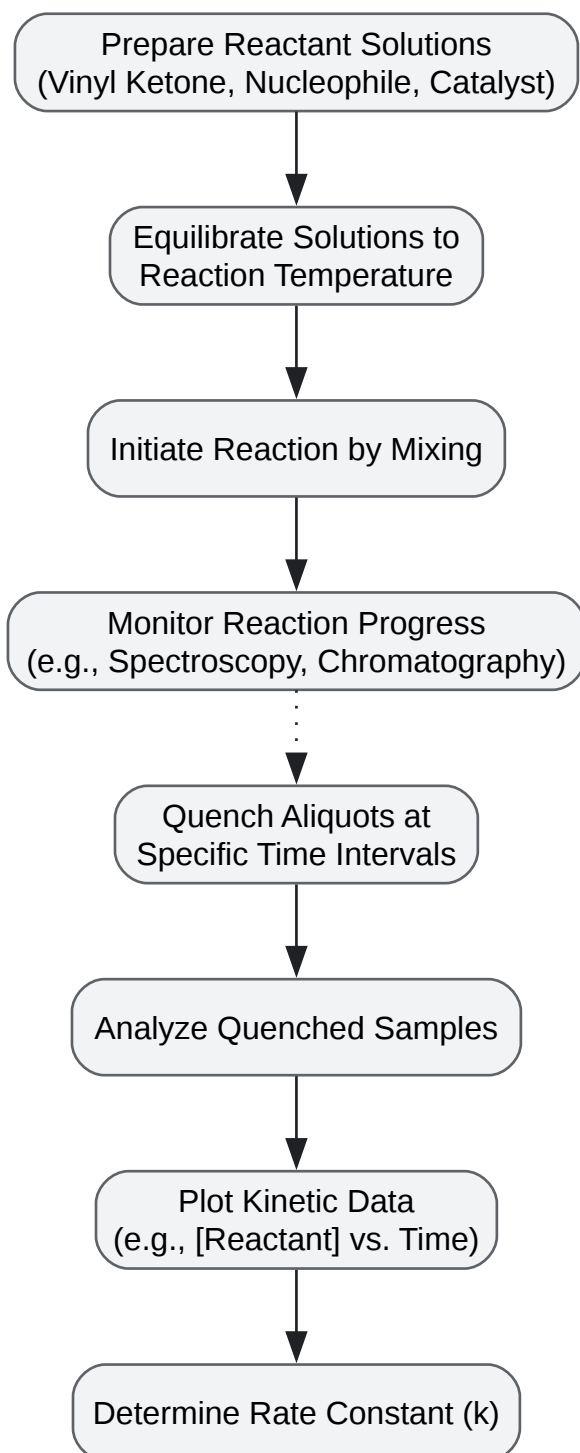 Prepare Reactant Solutions
(Vinyl Ketone, Nucleophile, Catalyst)
Equilibrate Solutions to
Reaction Temperature
Initiate Reaction by Mixing
Monitor Reaction Progress
(e.g., Spectroscopy, Chromatography)
Quench Aliquots at
Specific Time Intervals
Analyze Quenched Samples
Plot Kinetic Data
(e.g., [Reactant] vs. Time)
Determine Rate Constant (k)